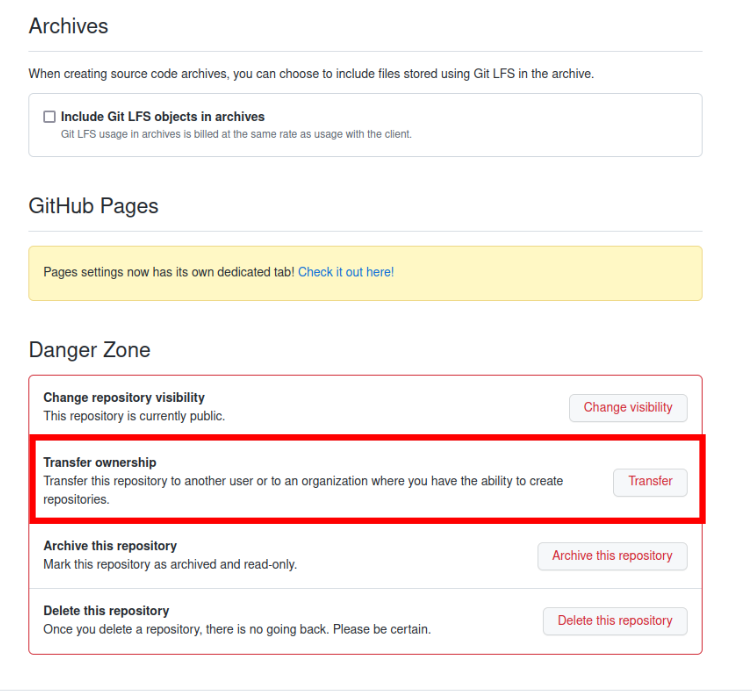 Archives
When creating source code archives, you can choose to include files stored using Git LFS in the archive.
Include Git LFS objects in archives
Git LFS usage in archives is billed at the same rate as usage with the client.
GitHub Pages
Pages settings now has its own dedicated tab! Check it out here!
Danger Zone
Change repository visibility
This repository is currently public.
Change visibility
Transfer ownership
Transfer this repository to another user or to an organization where you have the ability to create
repositories.
Transfer
Archive this repository
Mark this repository as archived and read-only.
Archive this repository
Delete this repository
Once you delete a repository, there is no going back. Please be certain.
Delete this repository